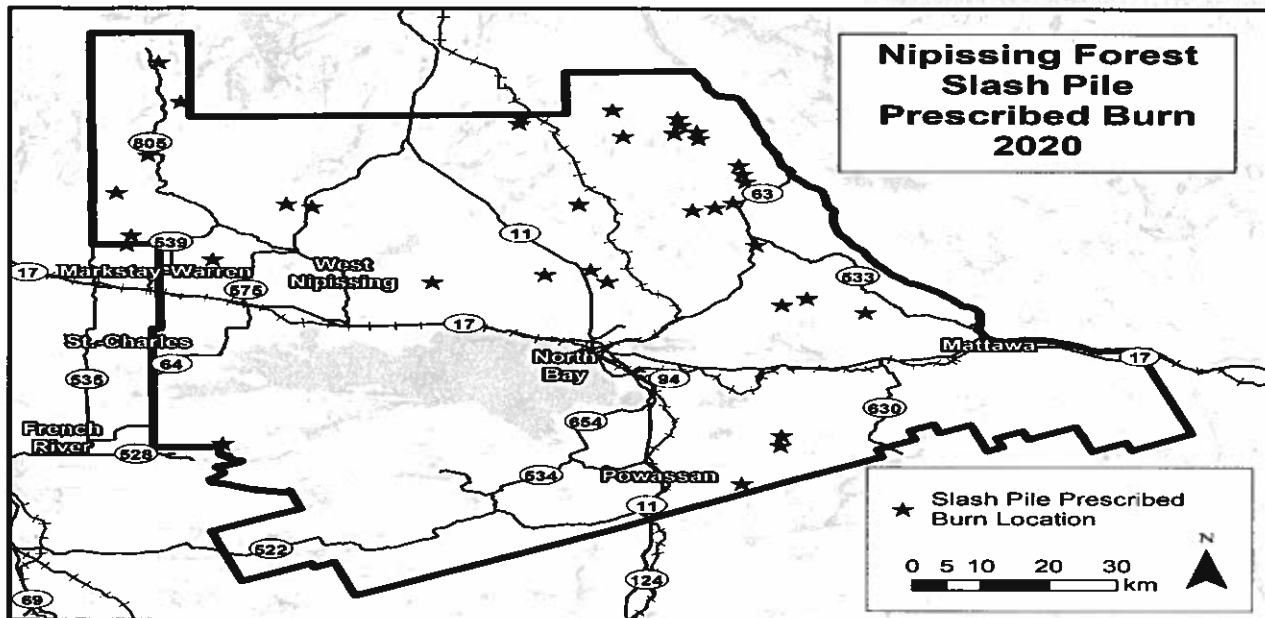 Nipissing Forest
Slash Pile
Prescribed Burn
2020
805
63
11
539
17
Markstay-Warren
West
Nipissing
575
533
17
St.-Charles
64
535
North
Bay
94
Mattawa
17
630
654
French
River
528
534
Powassan
11
522
124
69
Slash Pile Prescribed
Burn Location
N
0 5 10 20 30
km